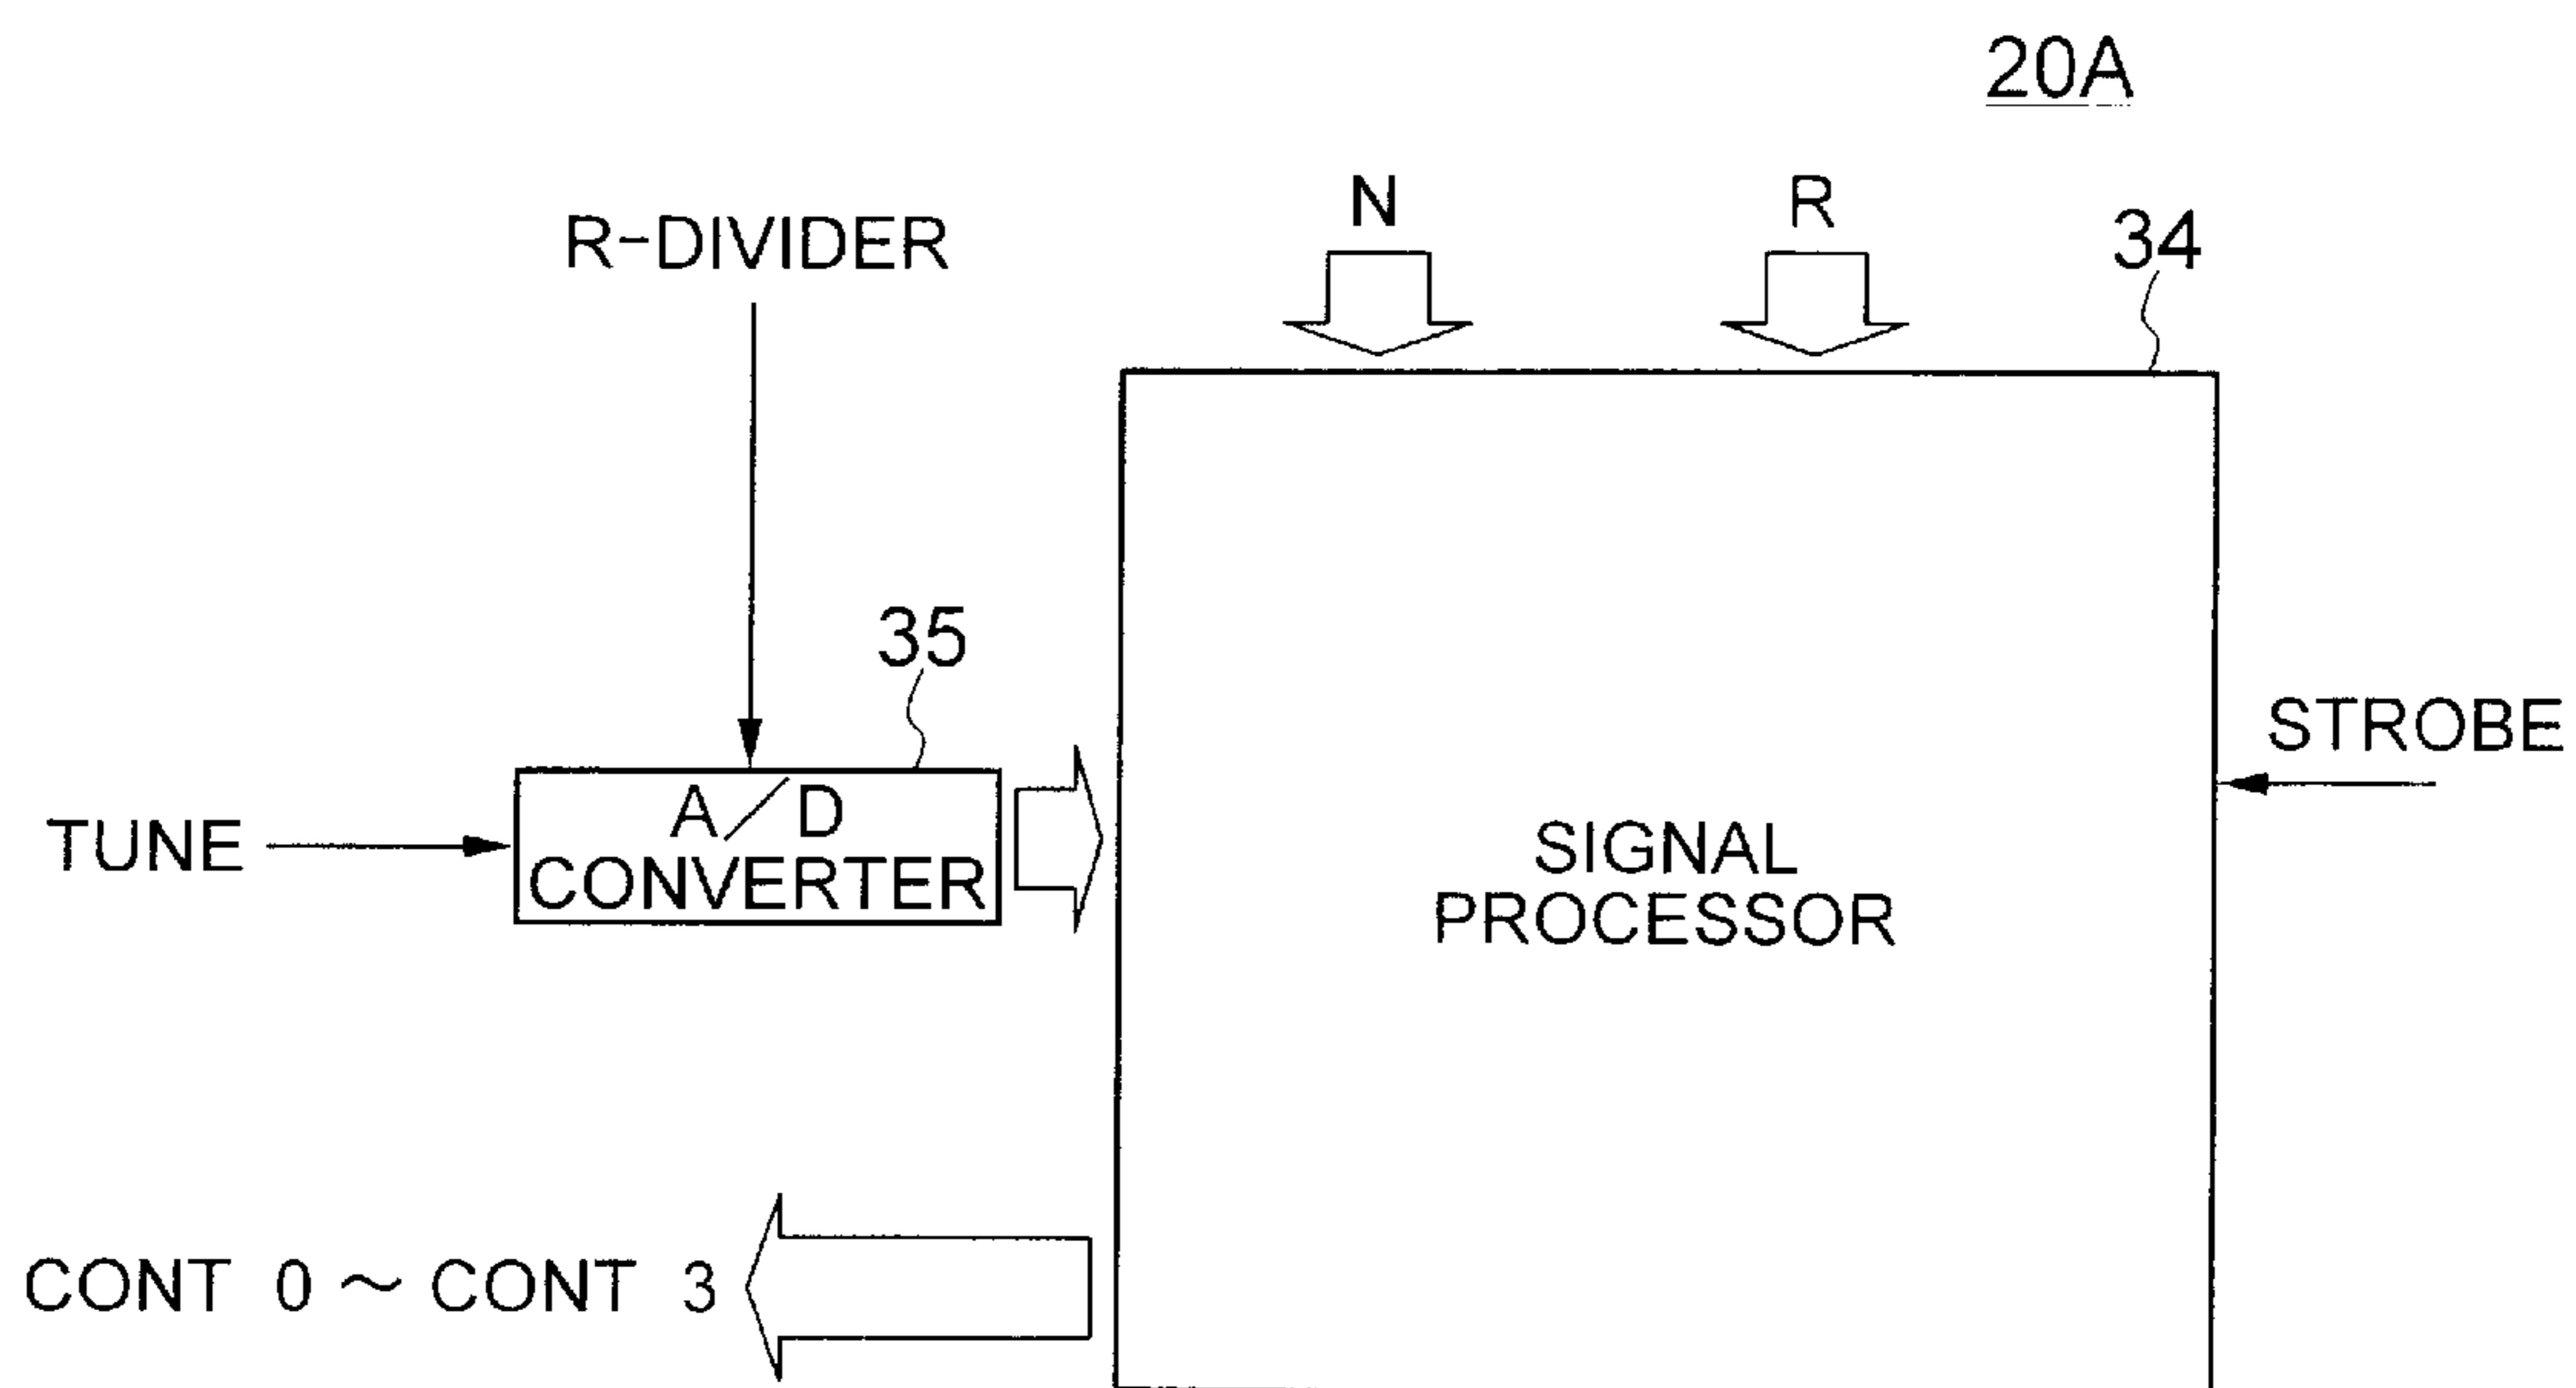 20A
N
R
34
R-DIVIDER
35
STROBE
A/D
CONVERTER
TUNE
SIGNAL
PROCESSOR
CONT 0 ~ CONT 3